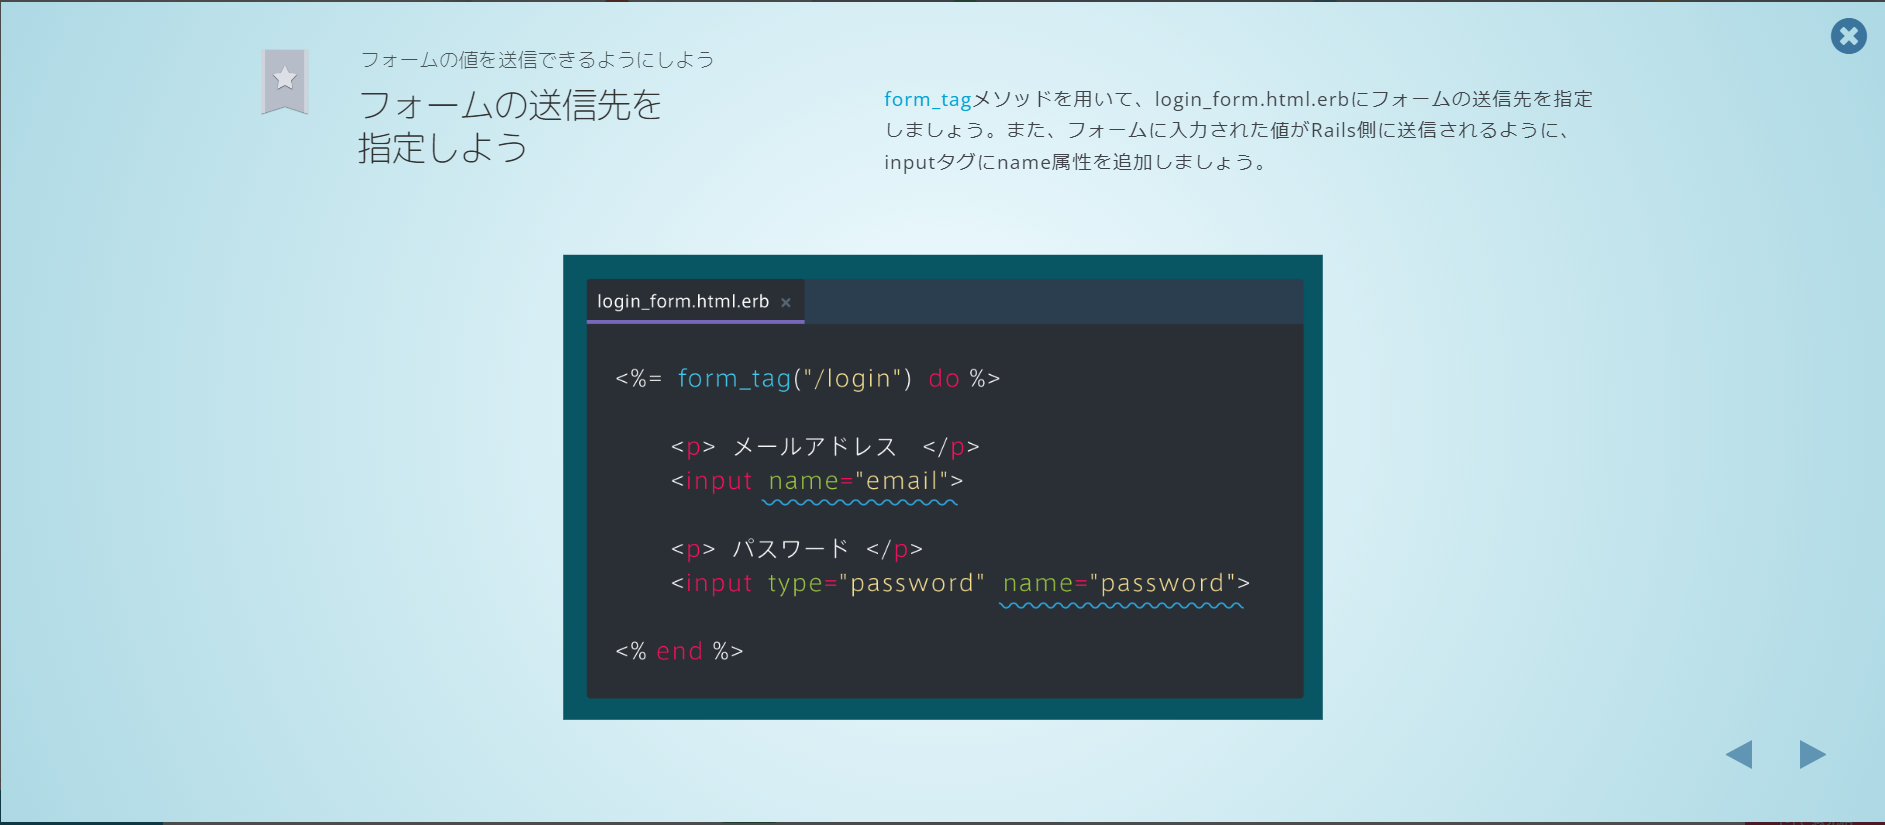 フォームの値を送信できるようにしよう
フォームの送信先を
指定しよう
form_tagメソッドを用いて、login_form.html.erbにフォームの送信先を指定
しましょう。また、フォームに入力された値がRails側に送信されるように、
inputタグにname属性を追加しましょう。
login_form.html.erb ×
<%= form_tag("/login") do %>
<p> メールアドレス </p>
<input name="email">
<p> パスワード </p>
<input type="password" name="password">
<% end %>